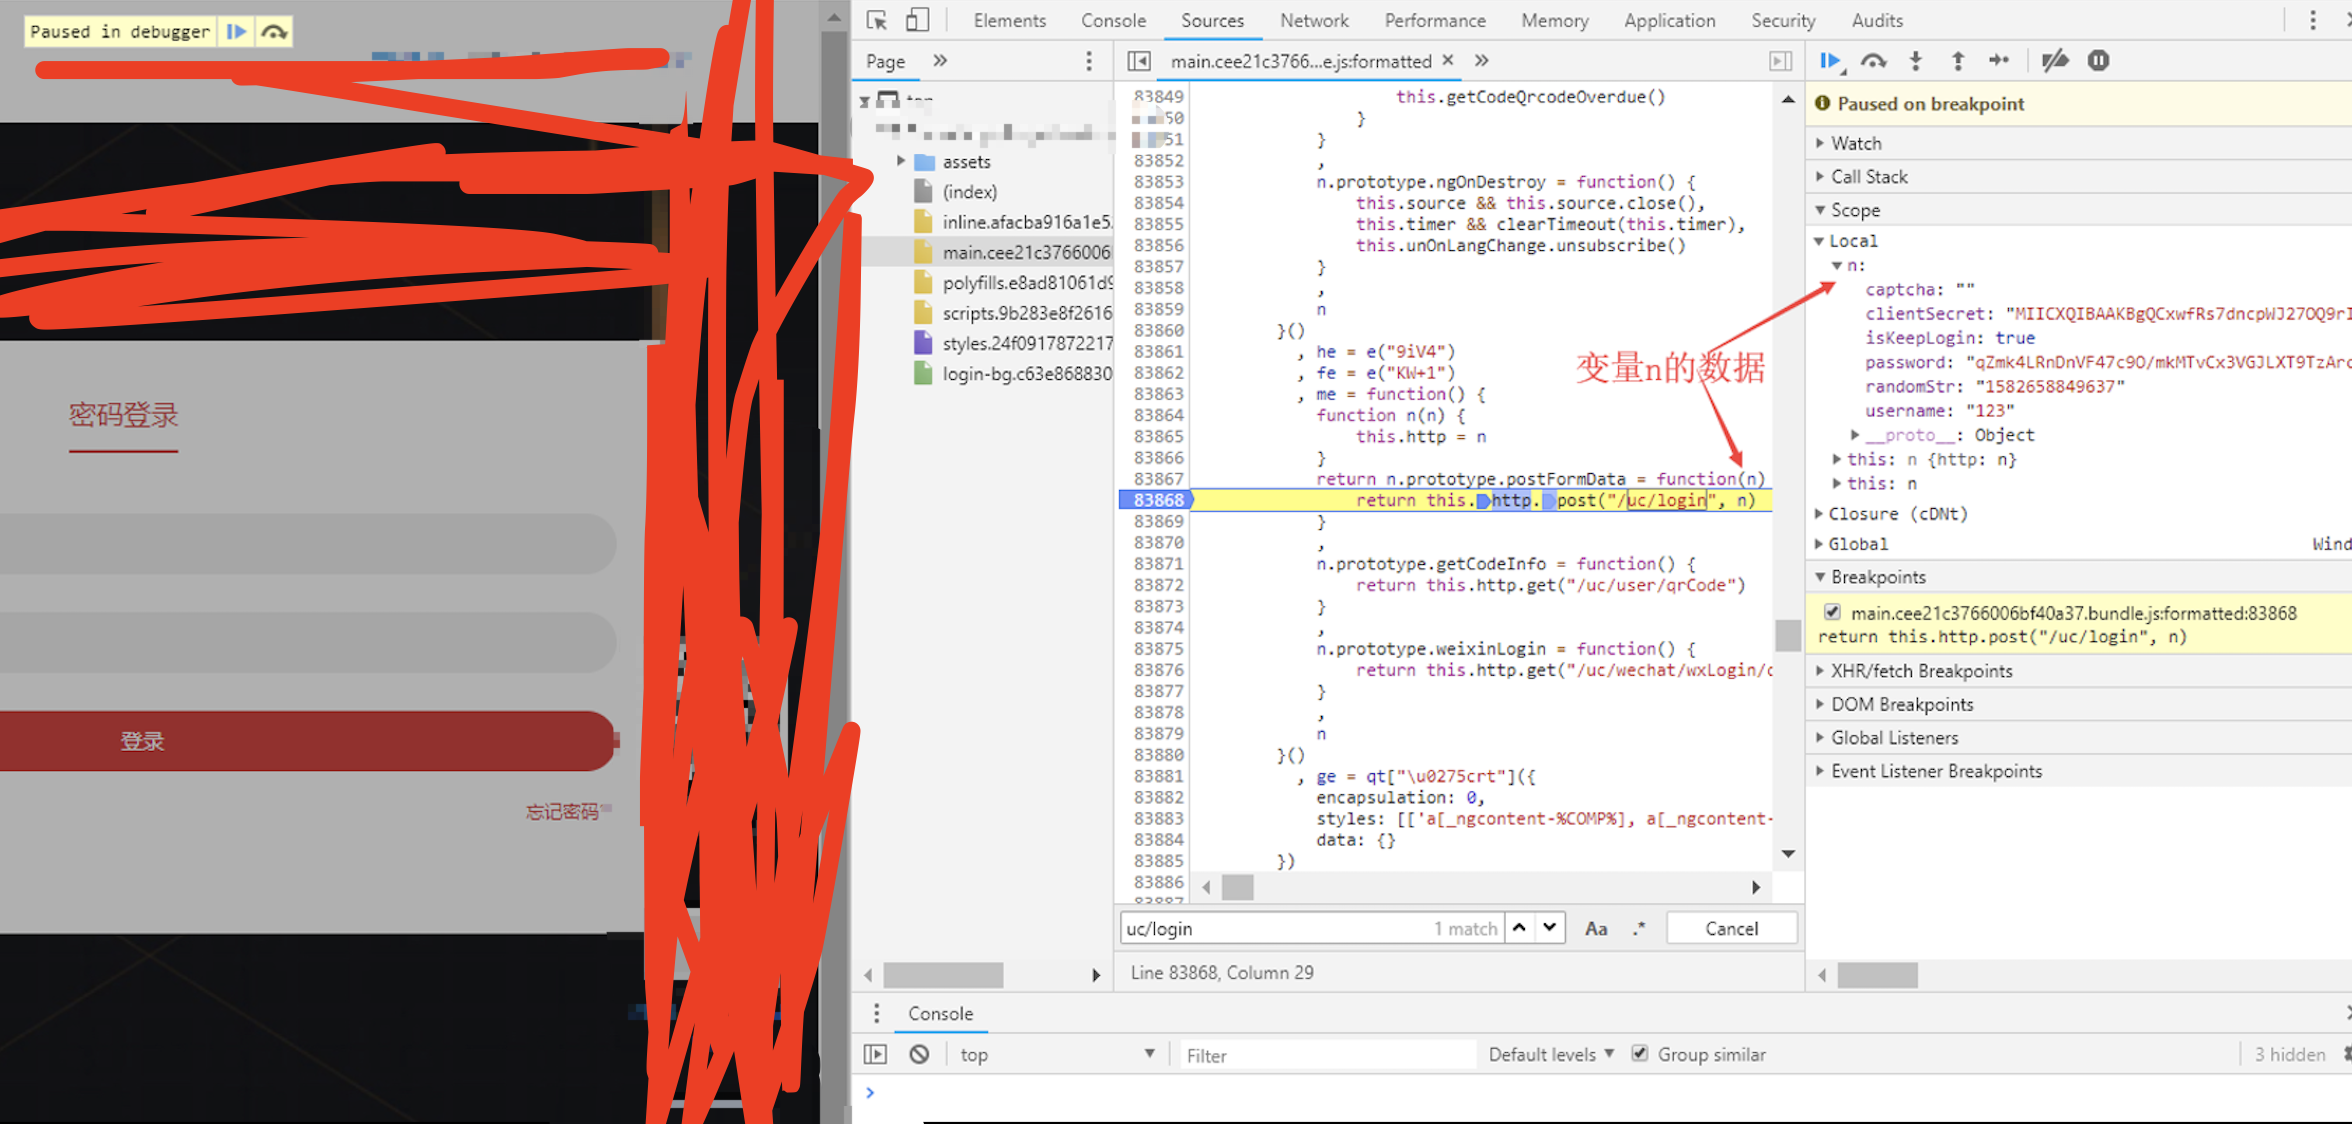 Paused in debugger
密码登录
登录
忘记密码
Elements Console Sources Network Performance Memory Application Security Audits
Page
assets
(index)
inline.afacba916a1e5.
main.cee21c3766006
polyfills.e8ad81061d9
scripts.9b283e8f2616
styles.24f0917872217
login-bg.c63e868830
main.cee21c3766...e.js:formatted
83849 this.getCodeQrcodeOverdue()
50 }
51 }
83852 ,
83853 n.prototype.ngOnDestroy = function() {
83854 this.source && this.source.close(),
83855 this.timer && clearTimeout(this.timer),
83856 this.unOnLangChange.unsubscribe()
83857 }
83858 ,
83859 n
83860 }()
83861 , he = e("9iV4")
83862 , fe = e("KW+1")
83863 , me = function() {
83864 function n(n) {
83865 this.http = n
83866 }
83867 return n.prototype.postFormData = function(n)
83868 return this.http.post("/uc/login", n)
83869 }
83870 ,
83871 n.prototype.getCodeInfo = function() {
83872 return this.http.get("/uc/user/qrCode")
83873 }
83874 ,
83875 n.prototype.weixinLogin = function() {
83876 return this.http.get("/uc/wechat/wxLogin/c
83877 }
83878 ,
83879 n
83880 }()
83881 , ge = qt["\u0275crt"]({
83882 encapsulation: 0,
83883 styles: [['a[_ngcontent-%COMP%], a[_ngcontent-
83884 data: {}
83885 })
83886
83887
变量n的数据
uc/login 1 match Aa .* Cancel
Line 83868, Column 29
Paused on breakpoint
Watch
Call Stack
Scope
Local
n:
captcha: ""
clientSecret: "MIICXQIBAAKBgQCxwfRs7dncpWJ27OQ9rI
isKeepLogin: true
password: "qZmk4LRnDnVF47c9O/mkMTvCx3VGJLXT9TzArc
randomStr: "1582658849637"
username: "123"
__proto__: Object
this: n {http: n}
this: n
Closure (cDNt)
Global Wind
Breakpoints
main.cee21c3766006bf40a37.bundle.js:formatted:83868
return this.http.post("/uc/login", n)
XHR/fetch Breakpoints
DOM Breakpoints
Global Listeners
Event Listener Breakpoints
Console
top Filter Default levels Group similar 3 hidden